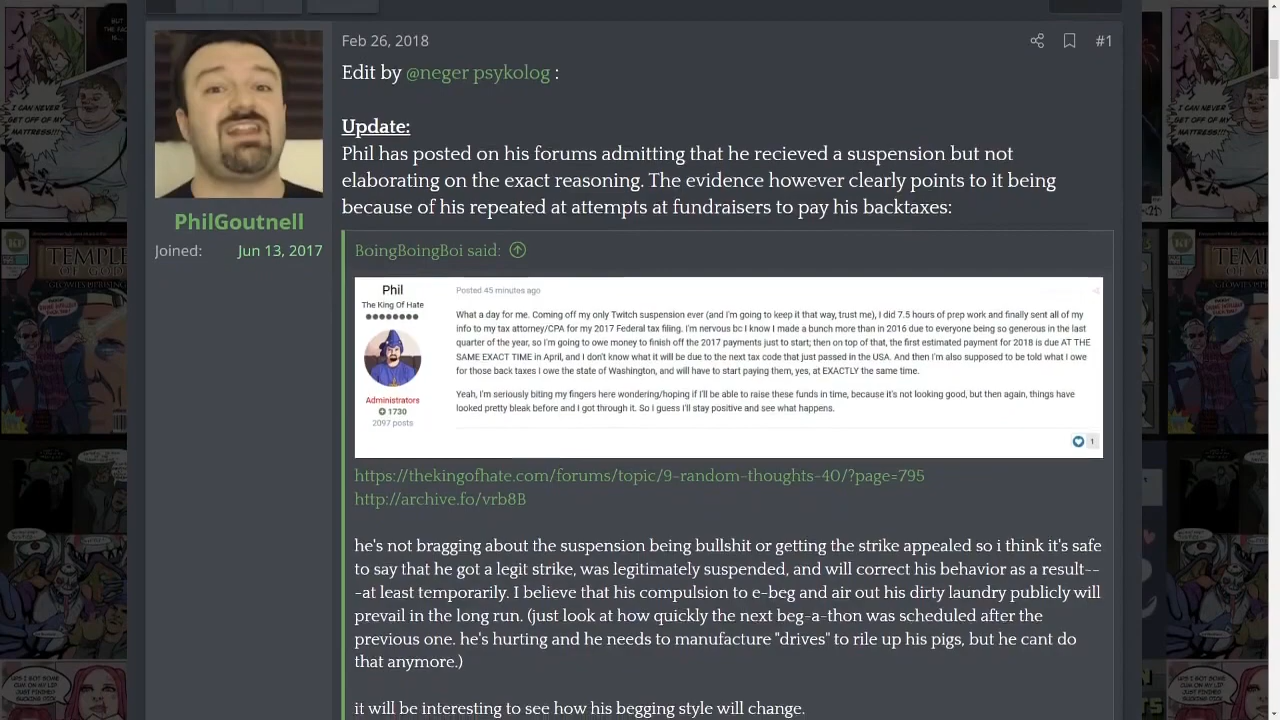 Feb 26, 2018
#1
Edit by @neger psykolog :
Update:
Phil has posted on his forums admitting that he recieved a suspension but not
elaborating on the exact reasoning. The evidence however clearly points to it being
because of his repeated at attempts at fundraisers to pay his backtaxes:
PhilGoutnell
Joined: Jun 13, 2017
BoingBoingBoi said:
Phil
The King Of Hate
Administrators
1730
2097 posts
Posted 45 minutes ago
What a day for me. Coming off my only Twitch suspension ever (and I'm going to keep it that way, trust me), I did 7.5 hours of prep work and finally sent all of my
info to my tax attorney/CPA for my 2017 Federal tax filing. I'm nervous bc I know I made a bunch more than in 2016 due to everyone being so generous in the last
quarter of the year, so I'm going to owe money to finish off the 2017 payments just to start; then on top of that, the first estimated payment for 2018 is due AT THE
SAME EXACT TIME in April, and I don't know what it will be due to the next tax code that just passed in the USA. And then I'm also supposed to be told what I owe
for those back taxes I owe the state of Washington, and will have to start paying them, yes, at EXACTLY the same time.
Yeah, I'm seriously biting my fingers here wondering/hoping if I'll be able to raise these funds in time, because it's not looking good, but then again, things have
looked pretty bleak before and I got through it. So I guess I'll stay positive and see what happens.
1
https://thekingofhate.com/forums/topic/9-random-thoughts-40/?page=795
http://archive.fo/vrb8B
he's not bragging about the suspension being bullshit or getting the strike appealed so i think it's safe
to say that he got a legit strike, was legitimately suspended, and will correct his behavior as a result--
-at least temporarily. I believe that his compulsion to e-beg and air out his dirty laundry publicly will
prevail in the long run. (just look at how quickly the next beg-a-thon was scheduled after the
previous one. he's hurting and he needs to manufacture "drives" to rile up his pigs, but he cant do
that anymore.)
it will be interesting to see how his begging style will change.
I CAN NEVER
GET OFF OF MY
MATTRESS!!!
I CAN NEVER
GET OFF OF MY
MATTRESS!!!